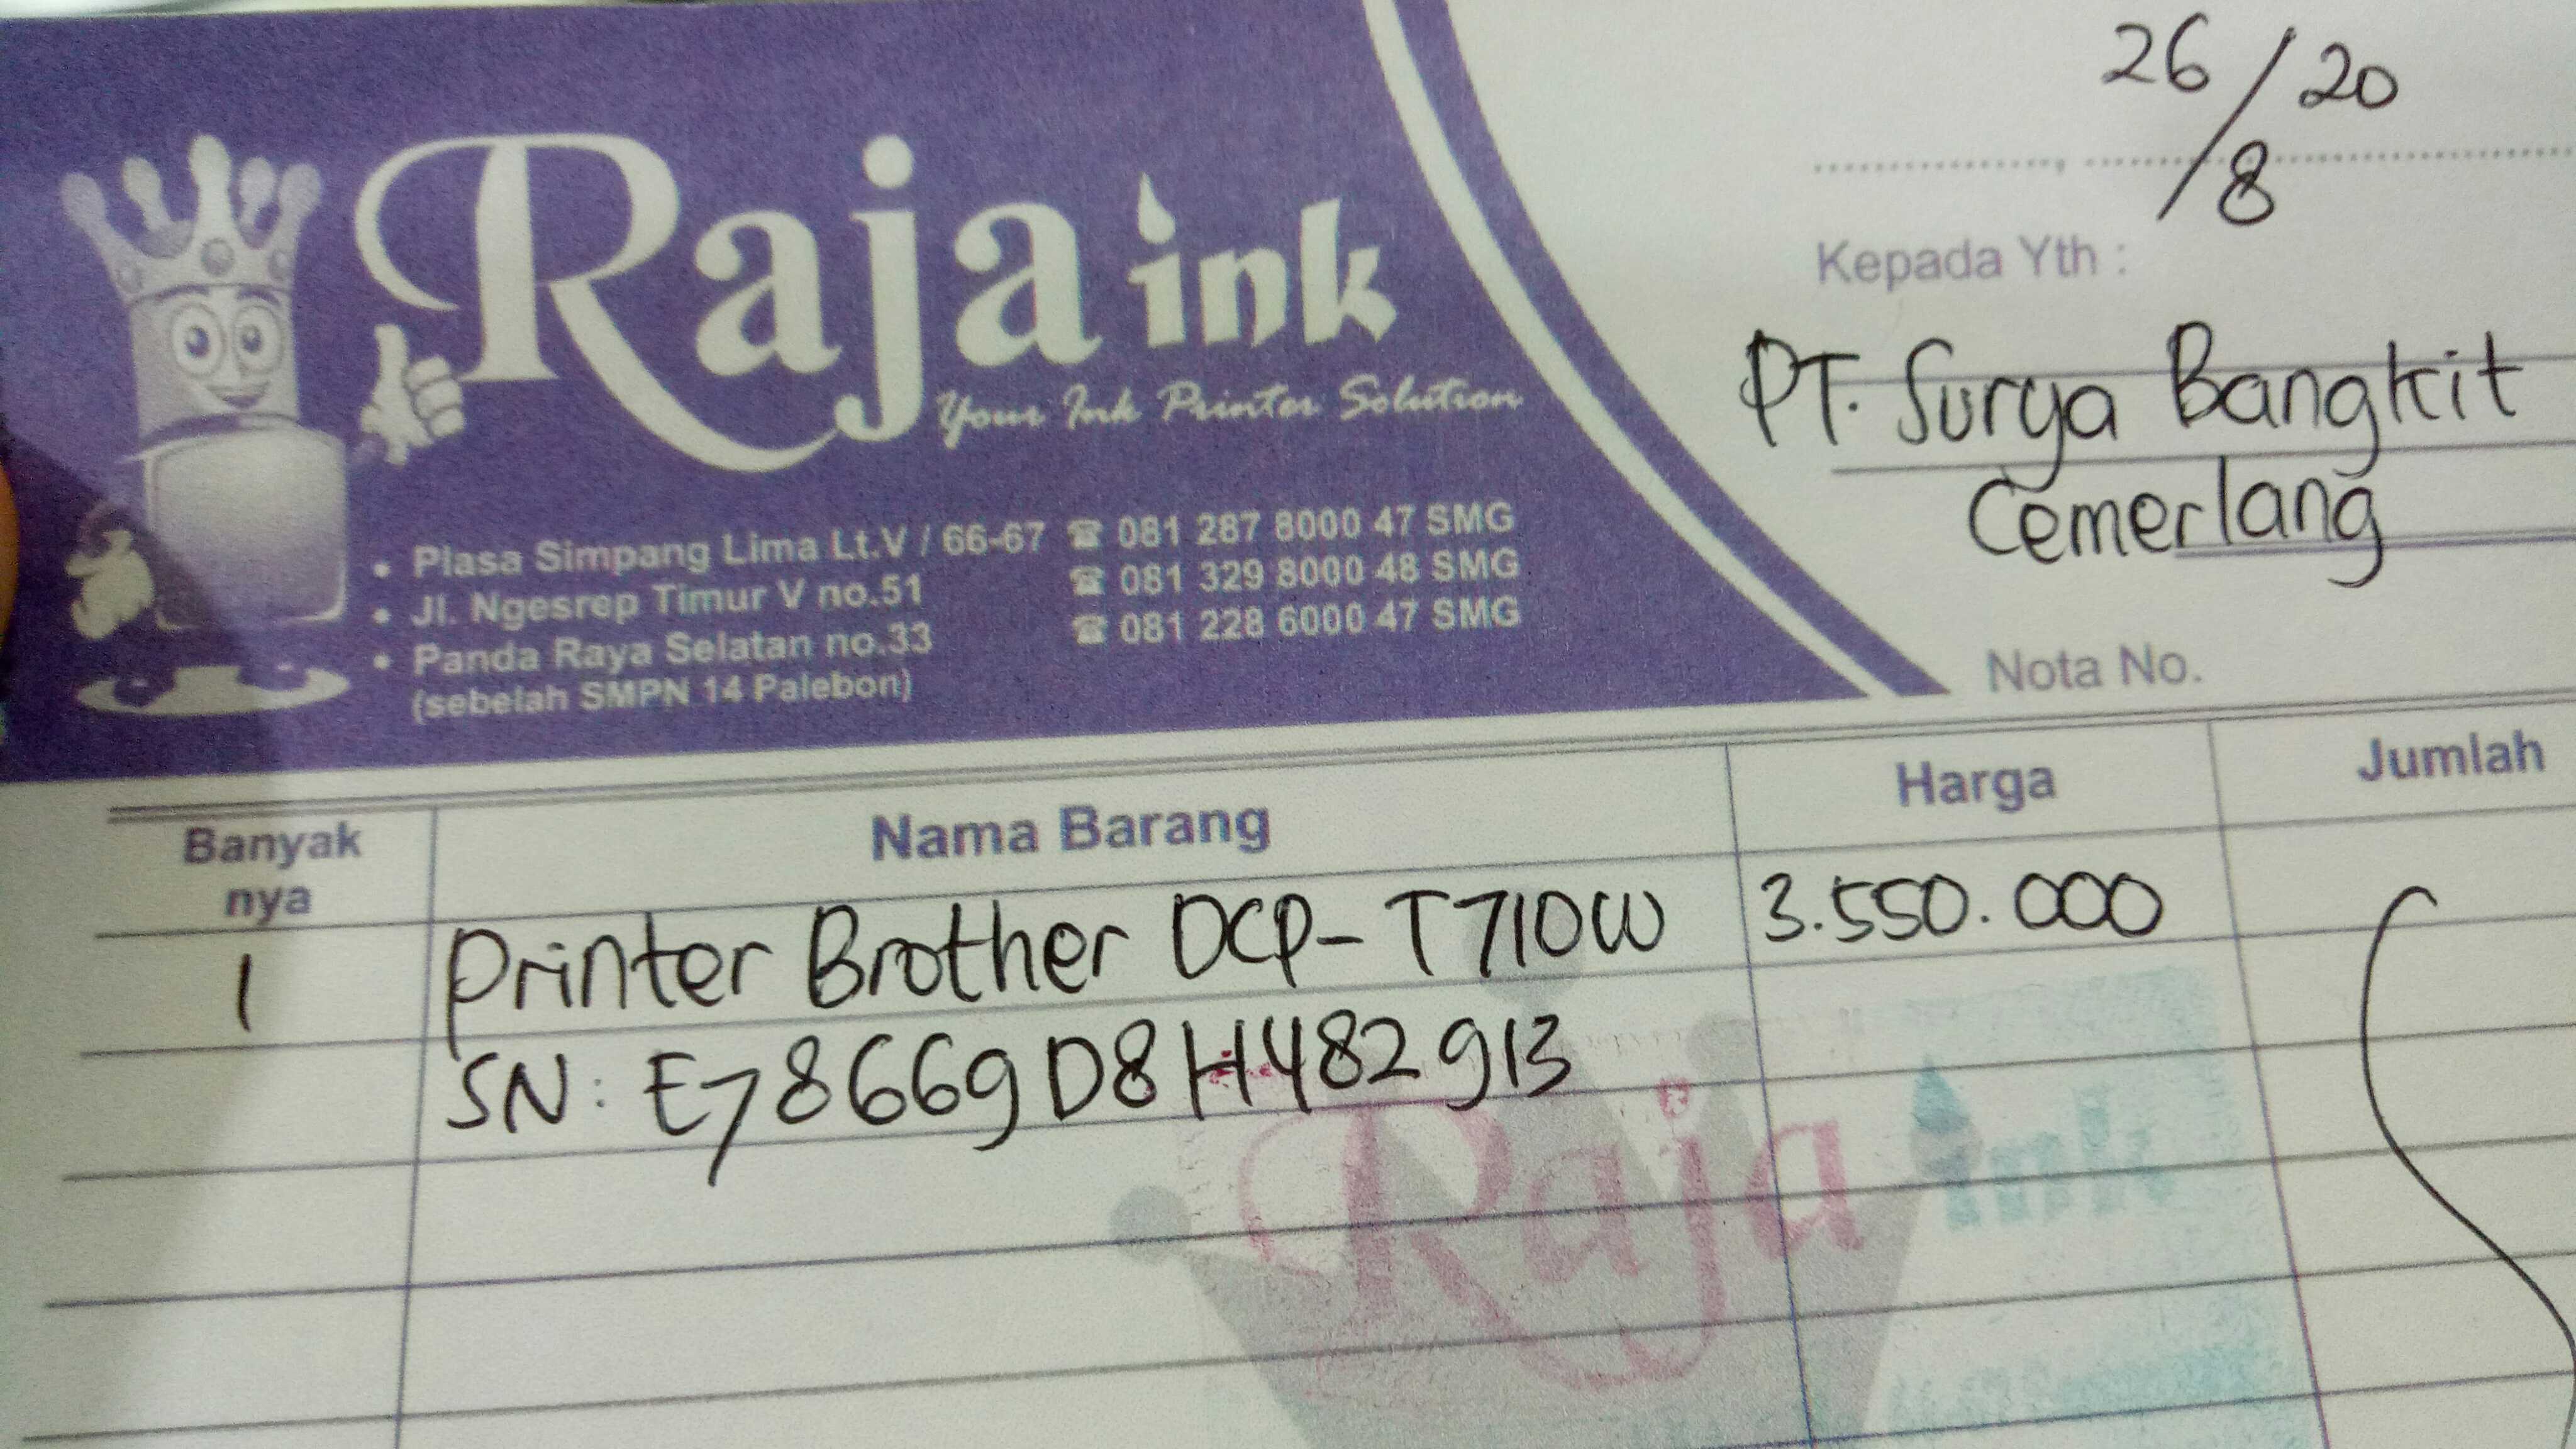 26/8 20
Kepada Yth :
PT. Surya Bangkit
Cemerlang
Nota No.
Raja ink
Your Ink Printer Solution
• Plasa Simpang Lima Lt.V / 66-67 ☎ 081 287 8000 47 SMG
• Jl. Ngesrep Timur V no.51 ☎ 081 329 8000 48 SMG
• Panda Raya Selatan no.33 ☎ 081 228 6000 47 SMG
(sebelah SMPN 14 Palebon)
Banyak nya Nama Barang Harga Jumlah
1 Printer Brother DCP-T710W 3.550.000
SN: E78669D8H482913
Raja ink